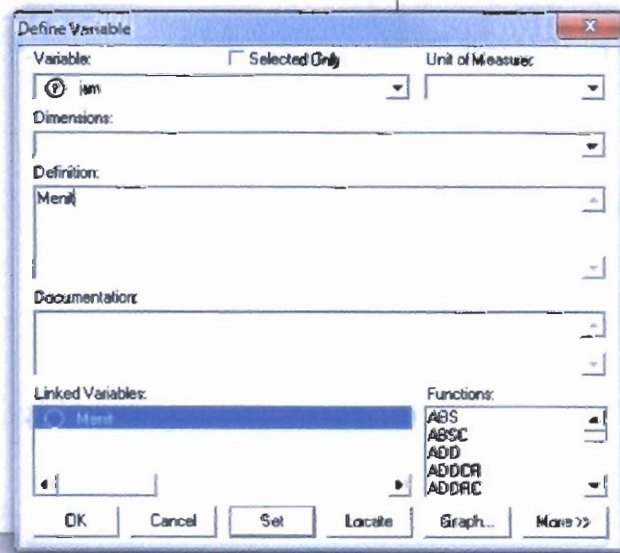 Define Variable
Variable: Selected Only Unit of Measure:
jam
Dimensions:
Definition:
Menit
Documentation:
Linked Variables: Functions:
Menit ABS
ABSC
ADD
ADDCR
ADDRC
OK Cancel Set Locate Graph... More >>